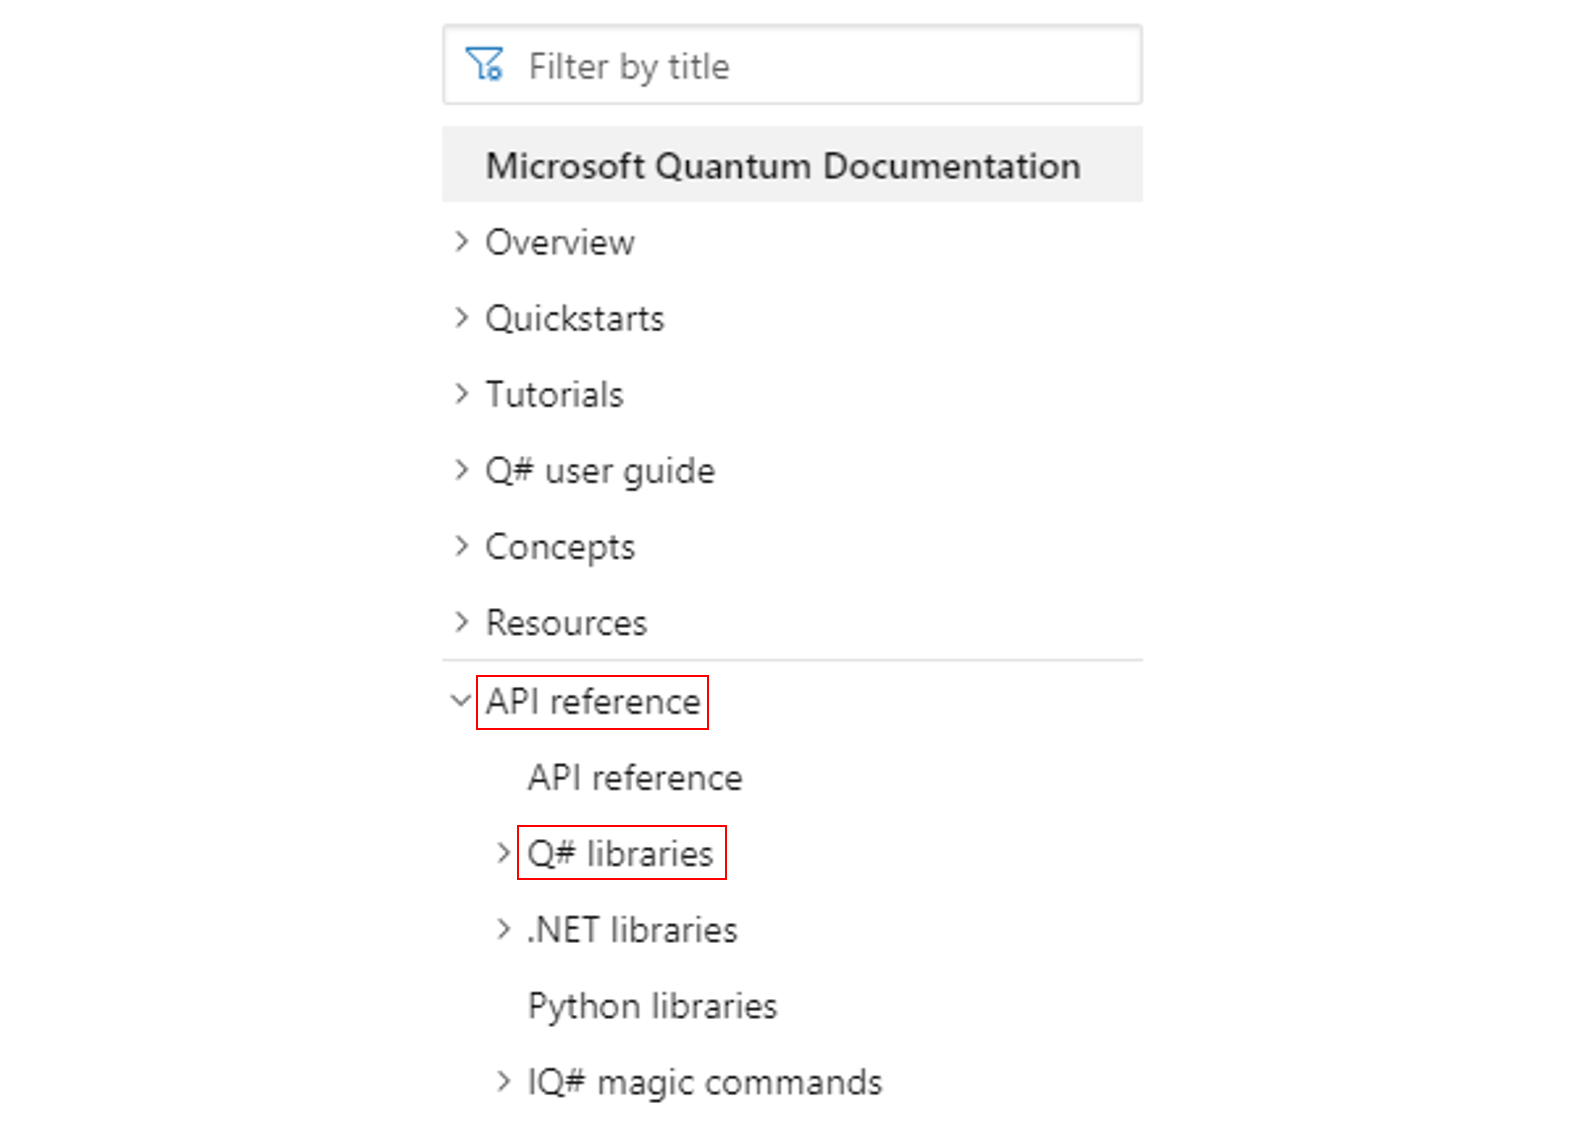 Filter by title
Microsoft Quantum Documentation
Overview
Quickstarts
Tutorials
Q# user guide
Concepts
Resources
API reference
API reference
Q# libraries
.NET libraries
Python libraries
IQ# magic commands